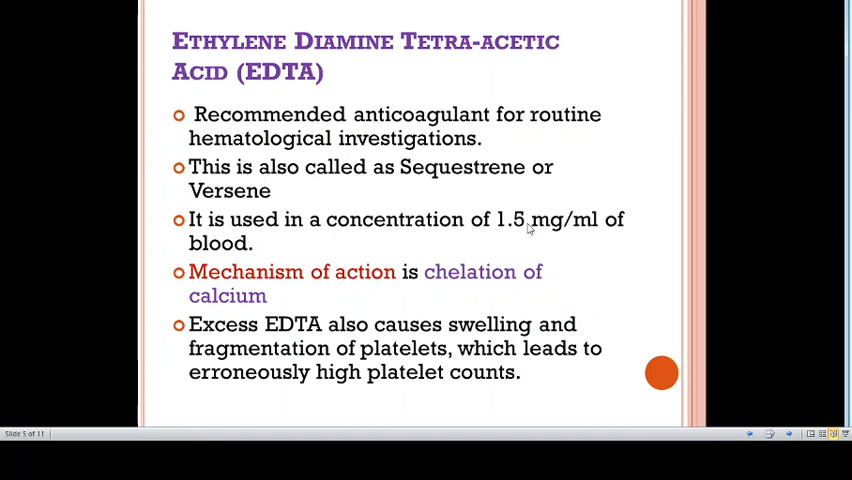 ETHYLENE DIAMINE TETRA-ACETIC
ACID (EDTA)
Recommended anticoagulant for routine
hematological investigations.
This is also called as Sequestrene or
Versene
It is used in a concentration of 1.5 mg/ml of
blood.
Mechanism of action is chelation of
calcium
Excess EDTA also causes swelling and
fragmentation of platelets, which leads to
erroneously high platelet counts.
Slide 5 of 11